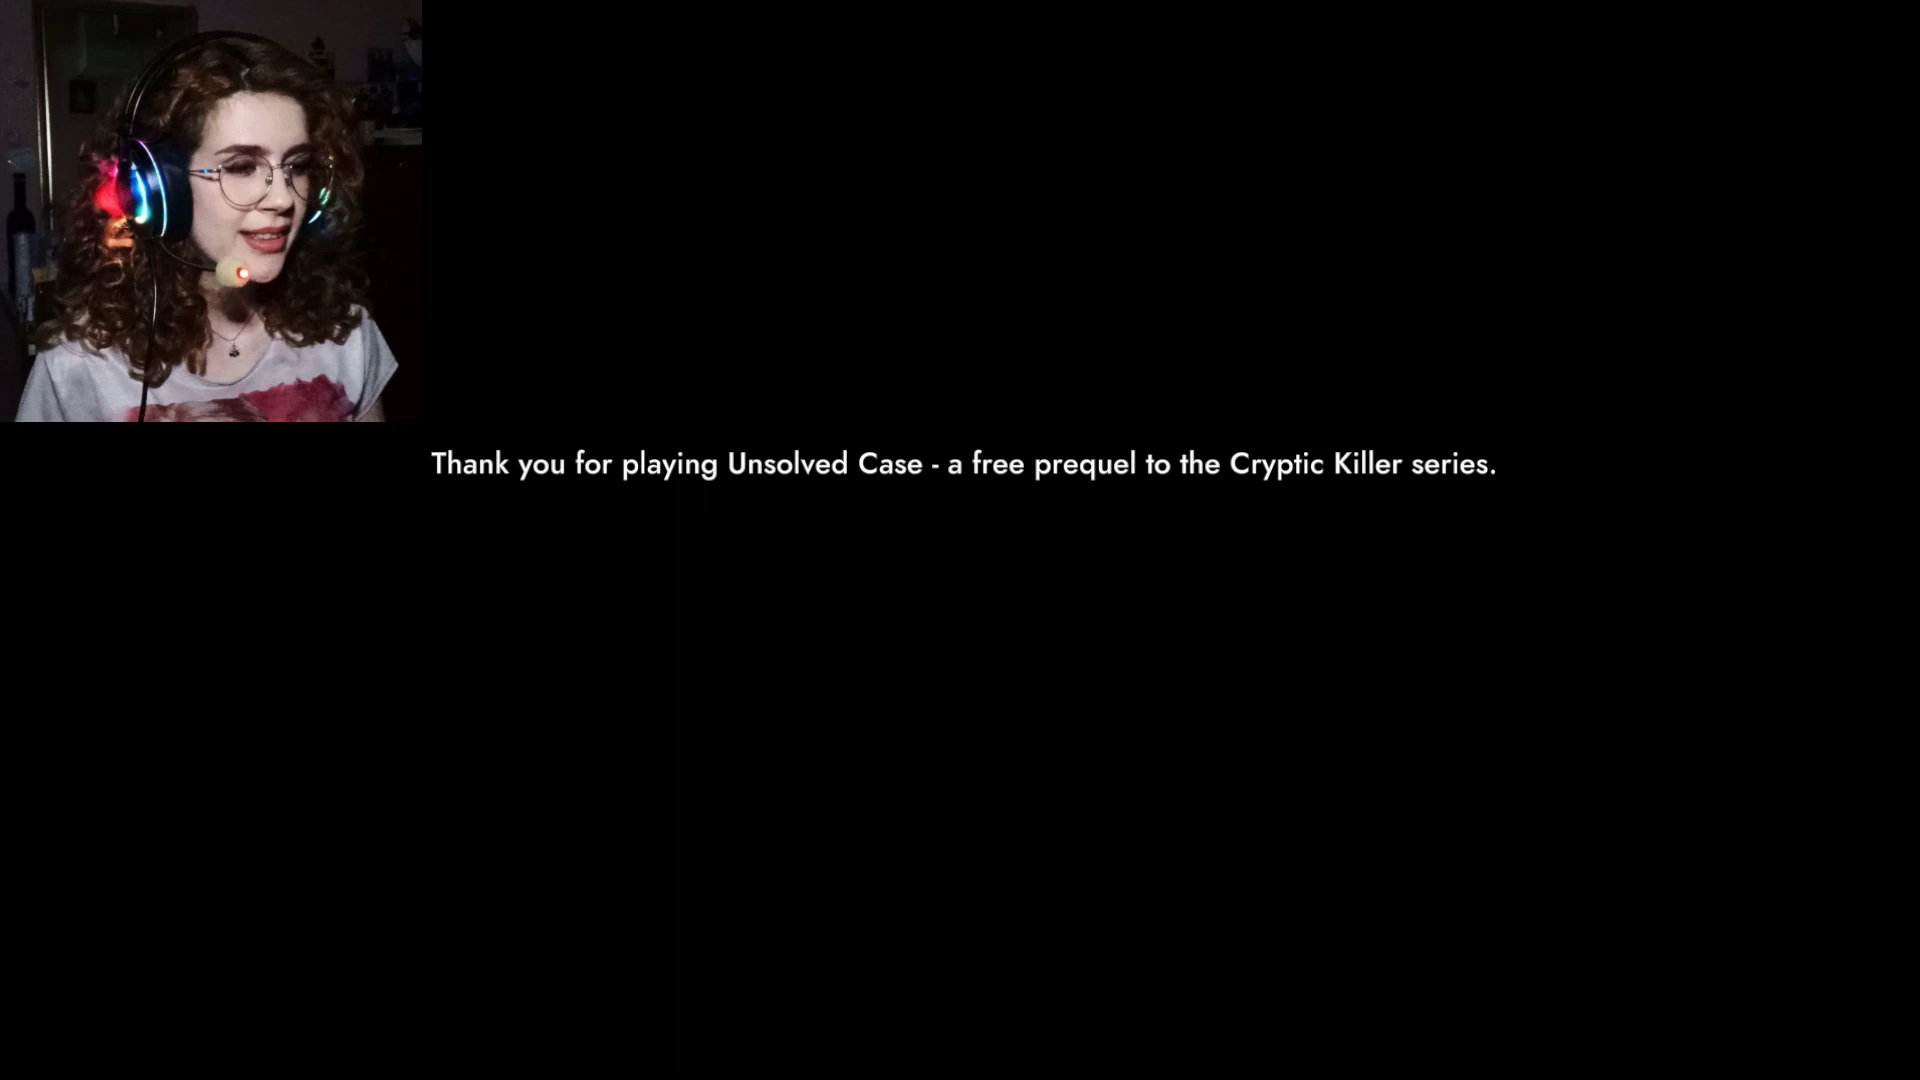 Thank you for playing Unsolved Case - a free prequel to the Cryptic Killer series.